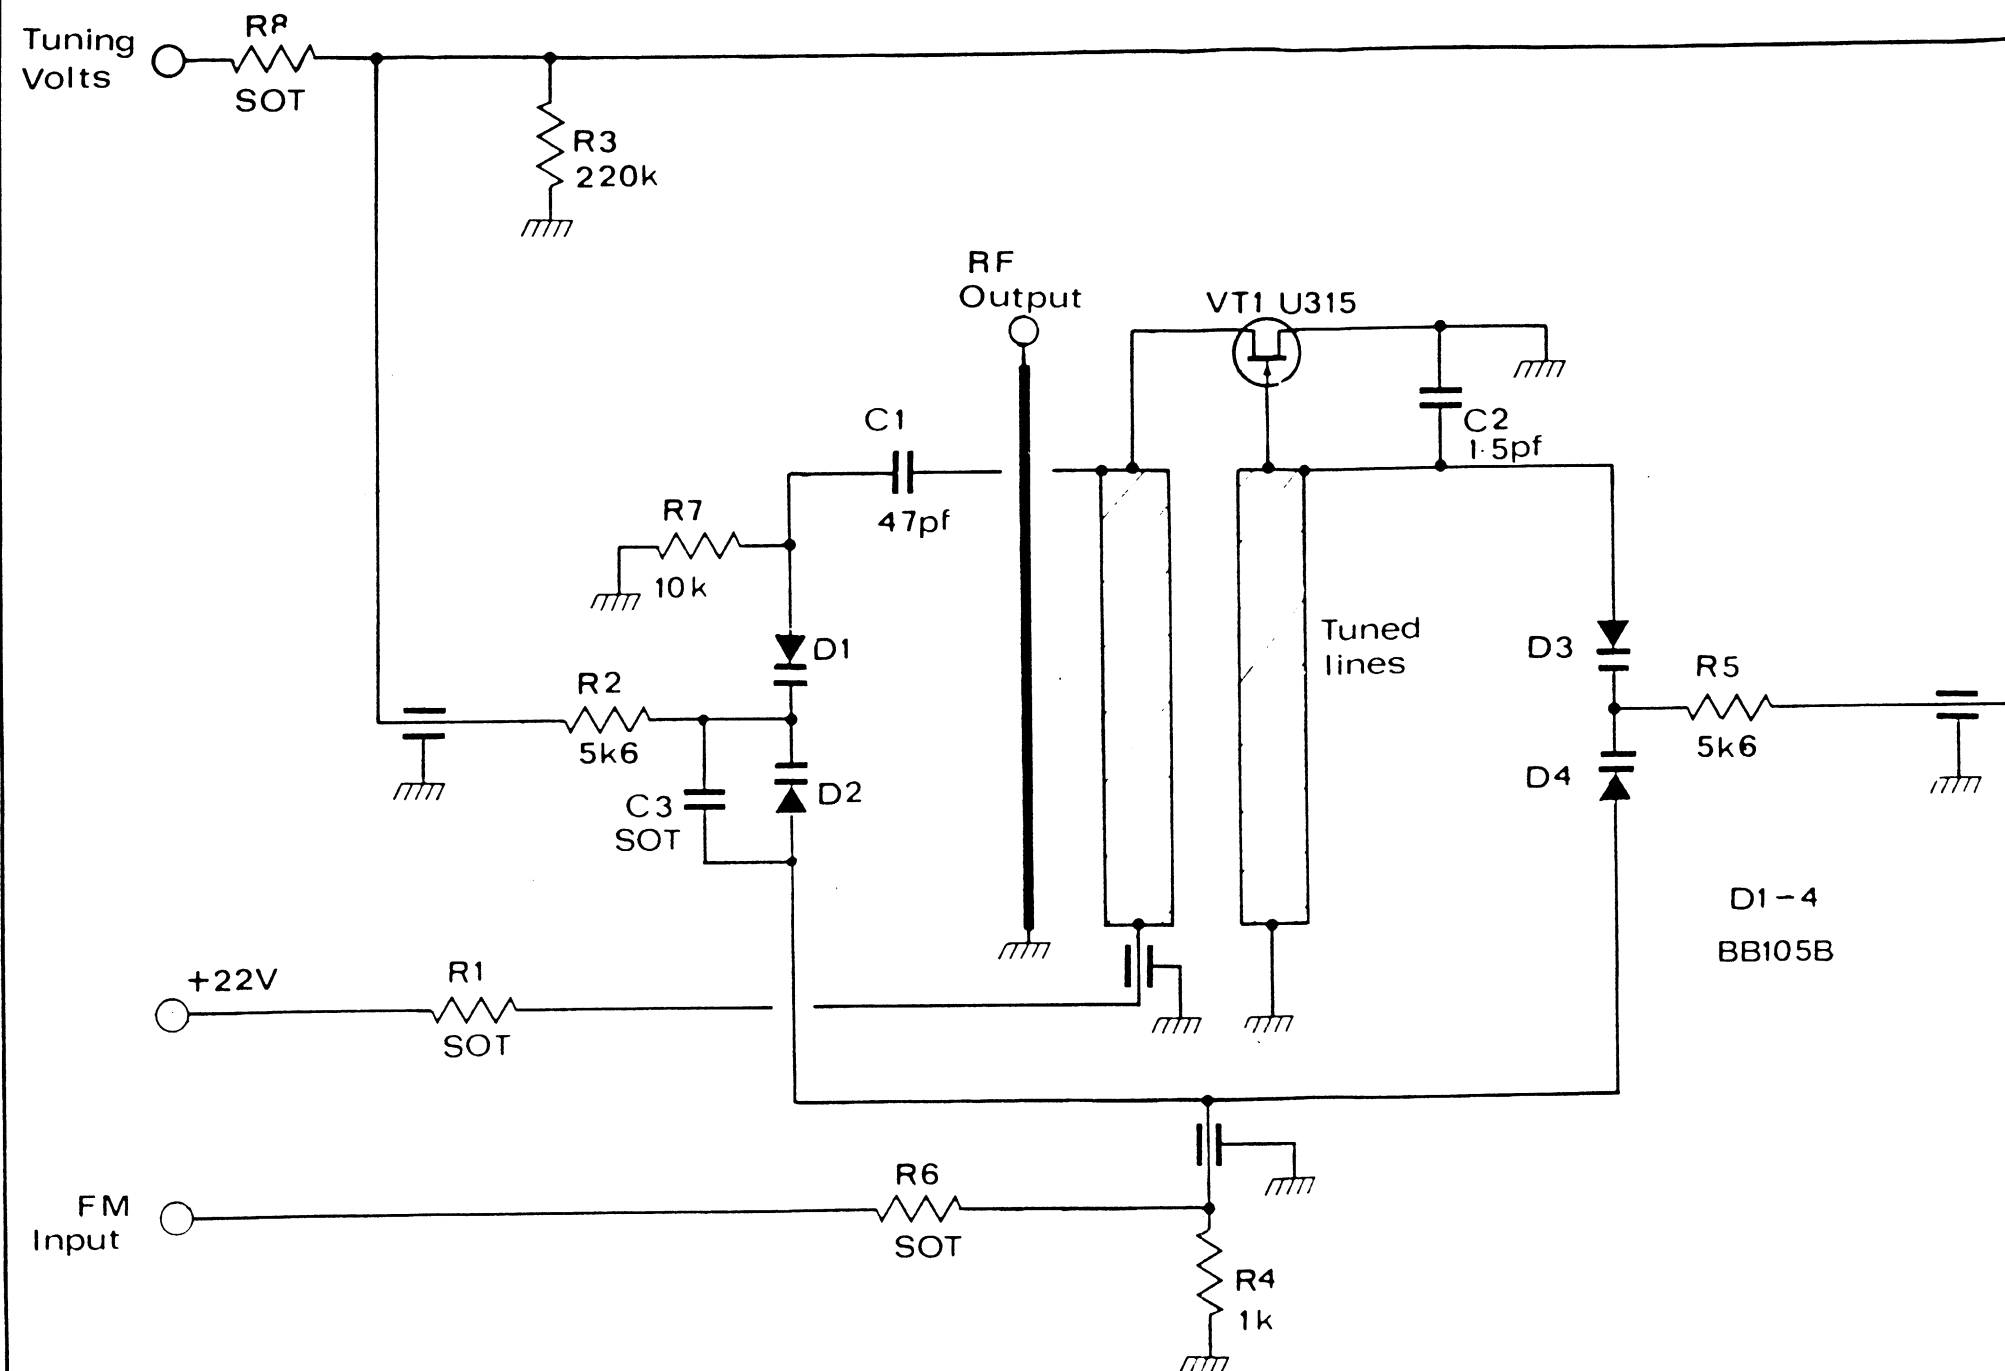 Tuning
Volts
R8
SOT
R3
220k
RF
Output
VT1 U315
C1
47pf
C2
1.5pf
R7
10k
D1
R2
5k6
C3
SOT
D2
Tuned
lines
D3
R5
5k6
D4
D1-4
BB105B
+22V
R1
SOT
FM
Input
R6
SOT
R4
1k